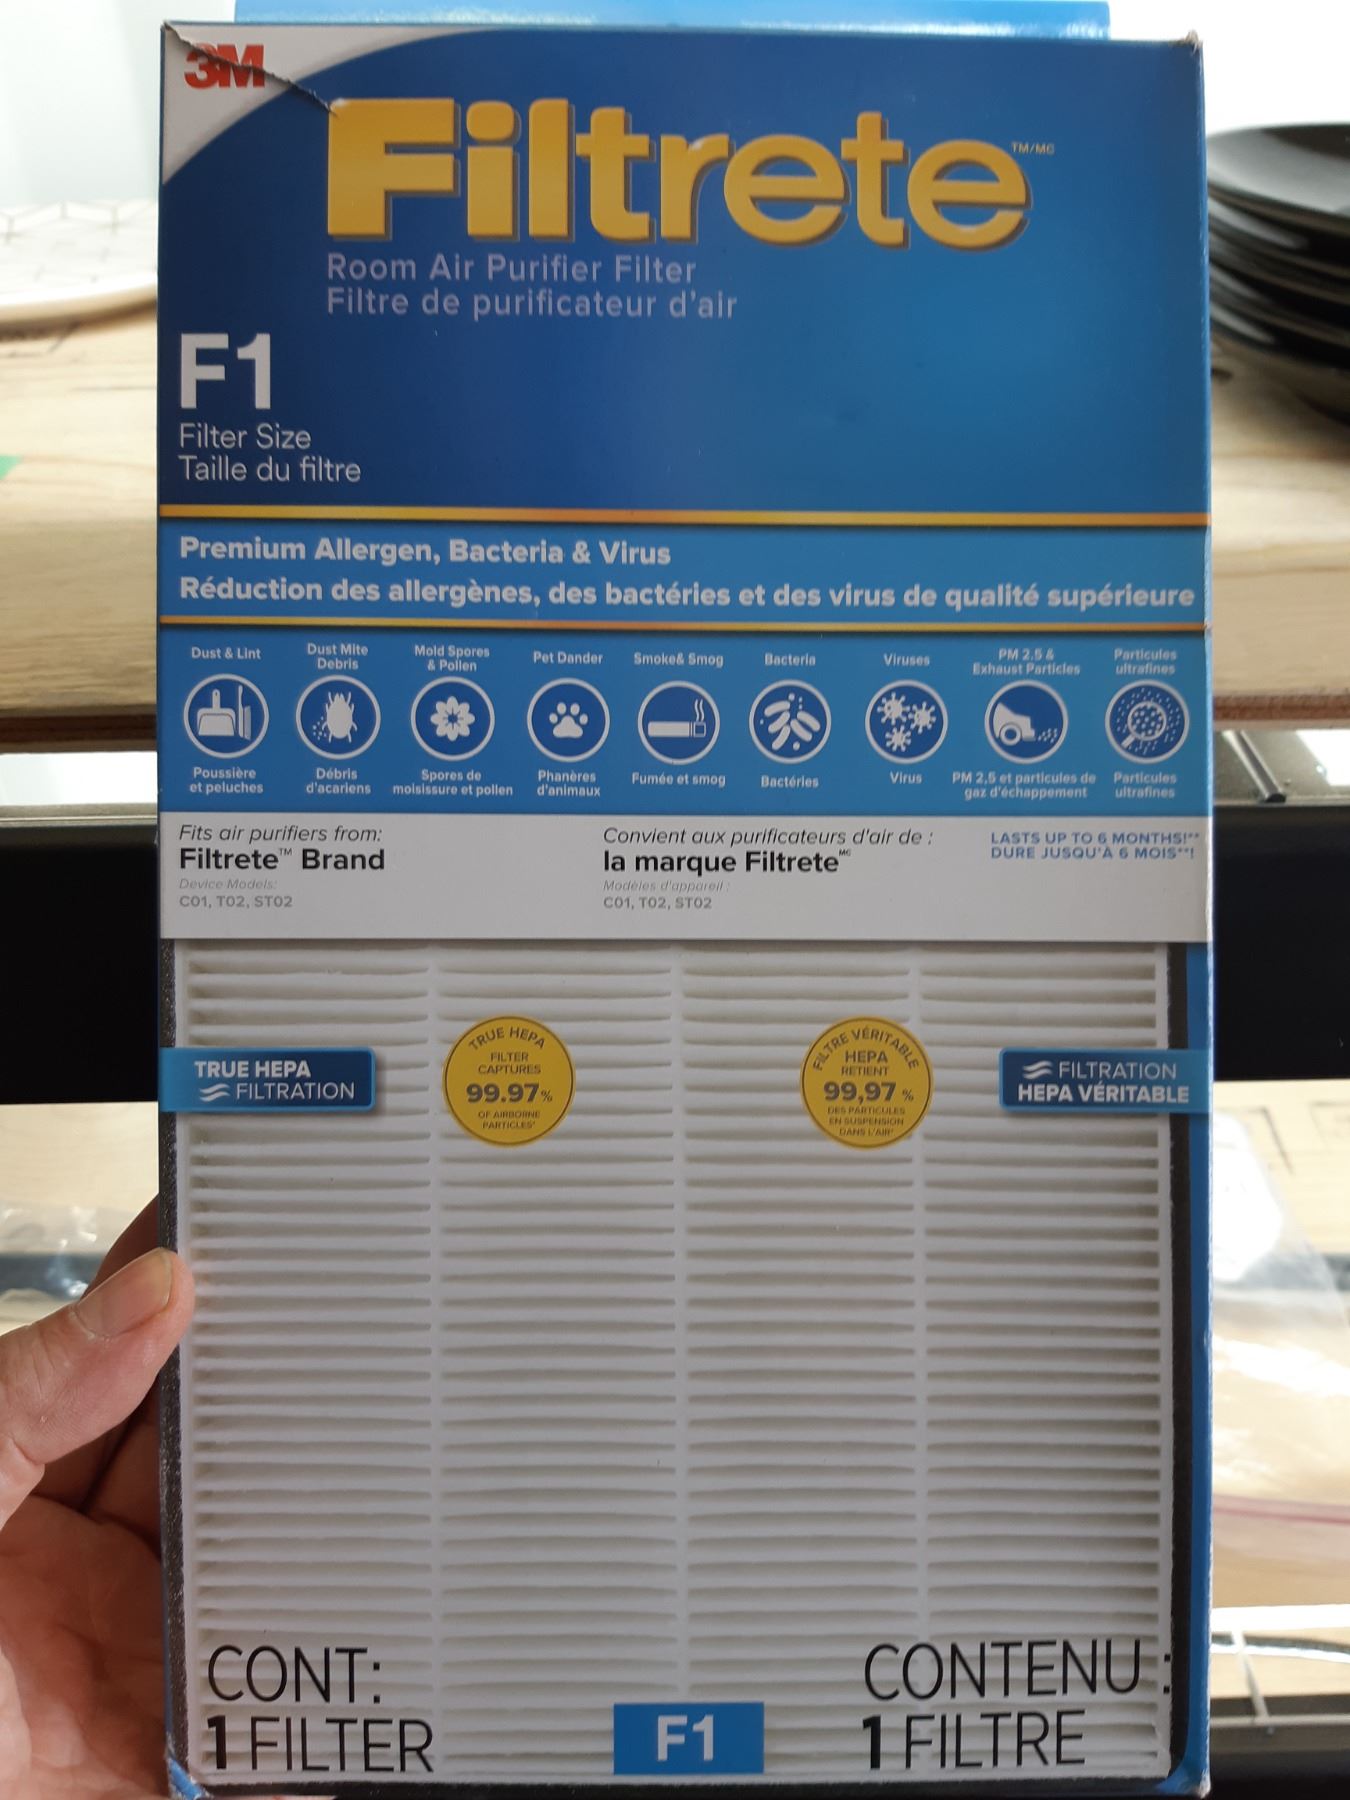 3M
Filtrete TM/MC
Room Air Purifier Filter
Filtre de purificateur d'air
F1
Filter Size
Taille du filtre
Premium Allergen, Bacteria & Virus
Réduction des allergènes, des bactéries et des virus de qualité supérieure
Dust & Lint
Poussière
et peluches
Dust Mite
Debris
Débris
d'acariens
Mold Spores
& Pollen
Spores de
moisissure et pollen
Pet Dander
Phanères
d'animaux
Smoke& Smog
Fumée et smog
Bacteria
Bactéries
Viruses
Virus
PM 2.5 &
Exhaust Particles
PM 2,5 et particules de
gaz d'échappement
Particules
ultrafines
Particules
ultrafines
Fits air purifiers from:
Filtrete™ Brand
Device Models:
C01, T02, ST02
Convient aux purificateurs d'air de :
la marque Filtrete MC
Modèles d'appareil :
C01, T02, ST02
LASTS UP TO 6 MONTHS!**
DURE JUSQU'À 6 MOIS**!
TRUE HEPA
FILTRATION
TRUE HEPA
FILTER
CAPTURES
99.97%
OF AIRBORNE
PARTICLES*
FILTRE VÉRITABLE
HEPA
RETIENT
99,97 %
DES PARTICULES
EN SUSPENSION
DANS L'AIR*
FILTRATION
HEPA VÉRITABLE
CONT:
1 FILTER
F1
CONTENU :
1 FILTRE